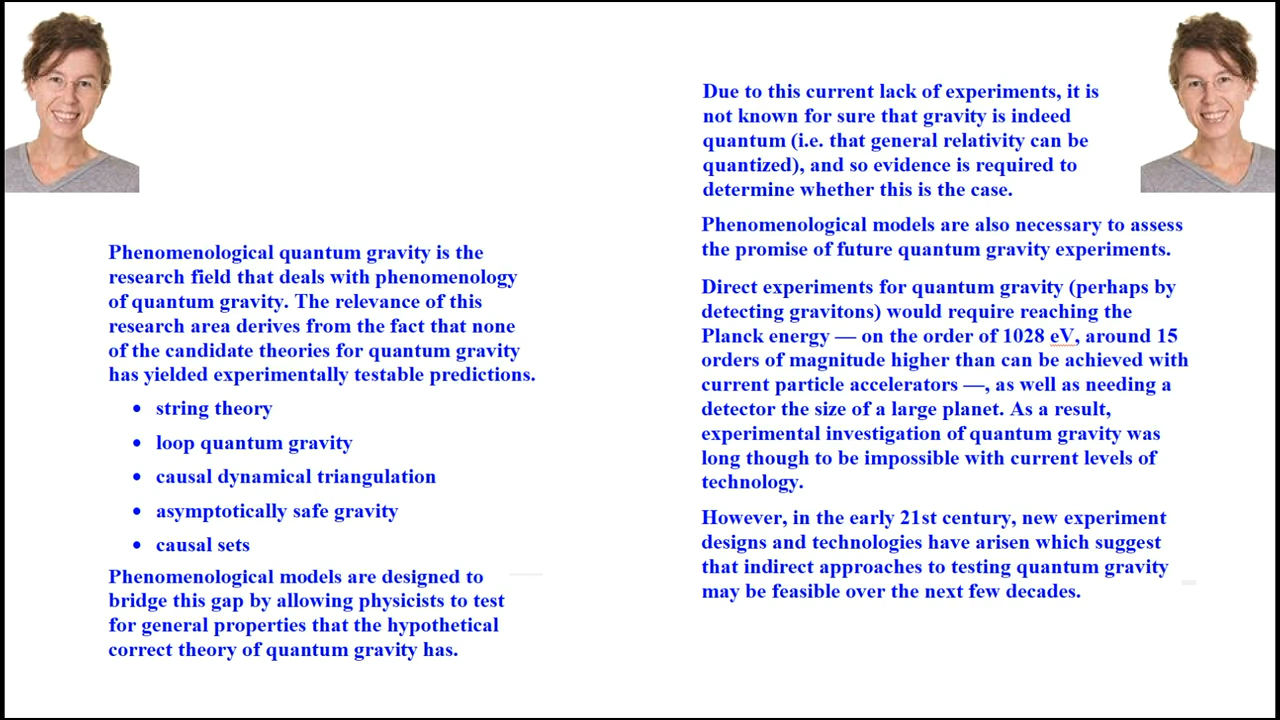 Phenomenological quantum gravity is the
research field that deals with phenomenology
of quantum gravity. The relevance of this
research area derives from the fact that none
of the candidate theories for quantum gravity
has yielded experimentally testable predictions.
• string theory
• loop quantum gravity
• causal dynamical triangulation
• asymptotically safe gravity
• causal sets
Phenomenological models are designed to
bridge this gap by allowing physicists to test
for general properties that the hypothetical
correct theory of quantum gravity has.
Due to this current lack of experiments, it is
not known for sure that gravity is indeed
quantum (i.e. that general relativity can be
quantized), and so evidence is required to
determine whether this is the case.
Phenomenological models are also necessary to assess
the promise of future quantum gravity experiments.
Direct experiments for quantum gravity (perhaps by
detecting gravitons) would require reaching the
Planck energy — on the order of 1028 eV, around 15
orders of magnitude higher than can be achieved with
current particle accelerators —, as well as needing a
detector the size of a large planet. As a result,
experimental investigation of quantum gravity was
long though to be impossible with current levels of
technology.
However, in the early 21st century, new experiment
designs and technologies have arisen which suggest
that indirect approaches to testing quantum gravity
may be feasible over the next few decades.